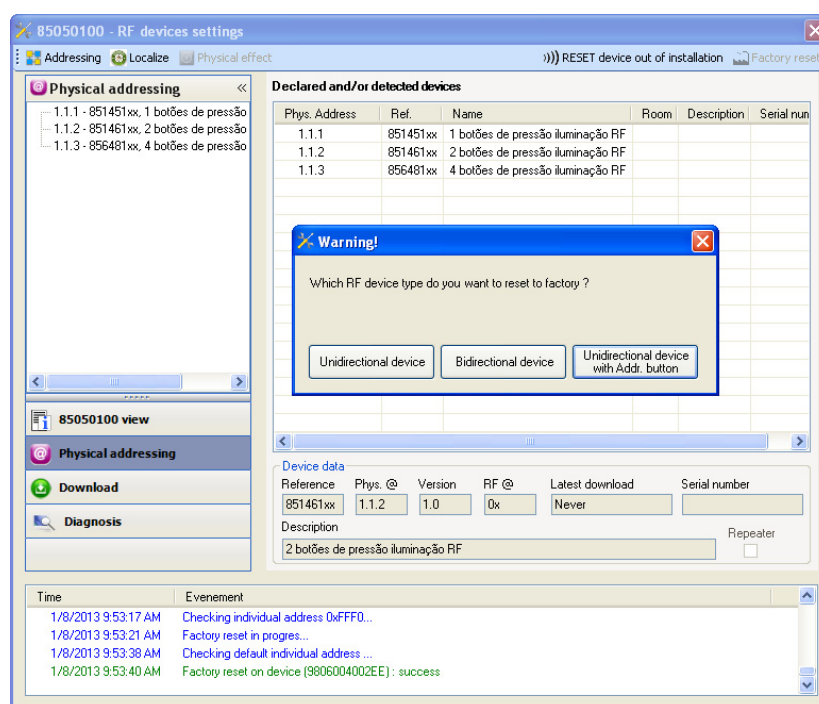 85050100 - RF devices settings
Addressing Localize Physical effect ))) RESET device out of installation Factory reset
Physical addressing «
1.1.1 - 851451xx, 1 botões de pressão
1.1.2 - 851461xx, 2 botões de pressão
1.1.3 - 856481xx, 4 botões de pressão
Declared and/or detected devices
Phys. Address Ref. Name Room Description Serial num
1.1.1 851451xx 1 botões de pressão iluminação RF
1.1.2 851461xx 2 botões de pressão iluminação RF
1.1.3 856481xx 4 botões de pressão iluminação RF
Warning!
Which RF device type do you want to reset to factory ?
Unidirectional device
Bidirectional device
Unidirectional device
with Addr. button
85050100 view
Physical addressing
Download
Diagnosis
Device data
Reference Phys. @ Version RF @ Latest download Serial number
851461xx 1.1.2 1.0 0x Never
Description
2 botões de pressão iluminação RF
Repeater
Time Evenement
1/8/2013 9:53:17 AM Checking individual address 0xFFF0...
1/8/2013 9:53:21 AM Factory reset in progres...
1/8/2013 9:53:38 AM Checking default individual address ...
1/8/2013 9:53:40 AM Factory reset on device (9806004002EE) : success